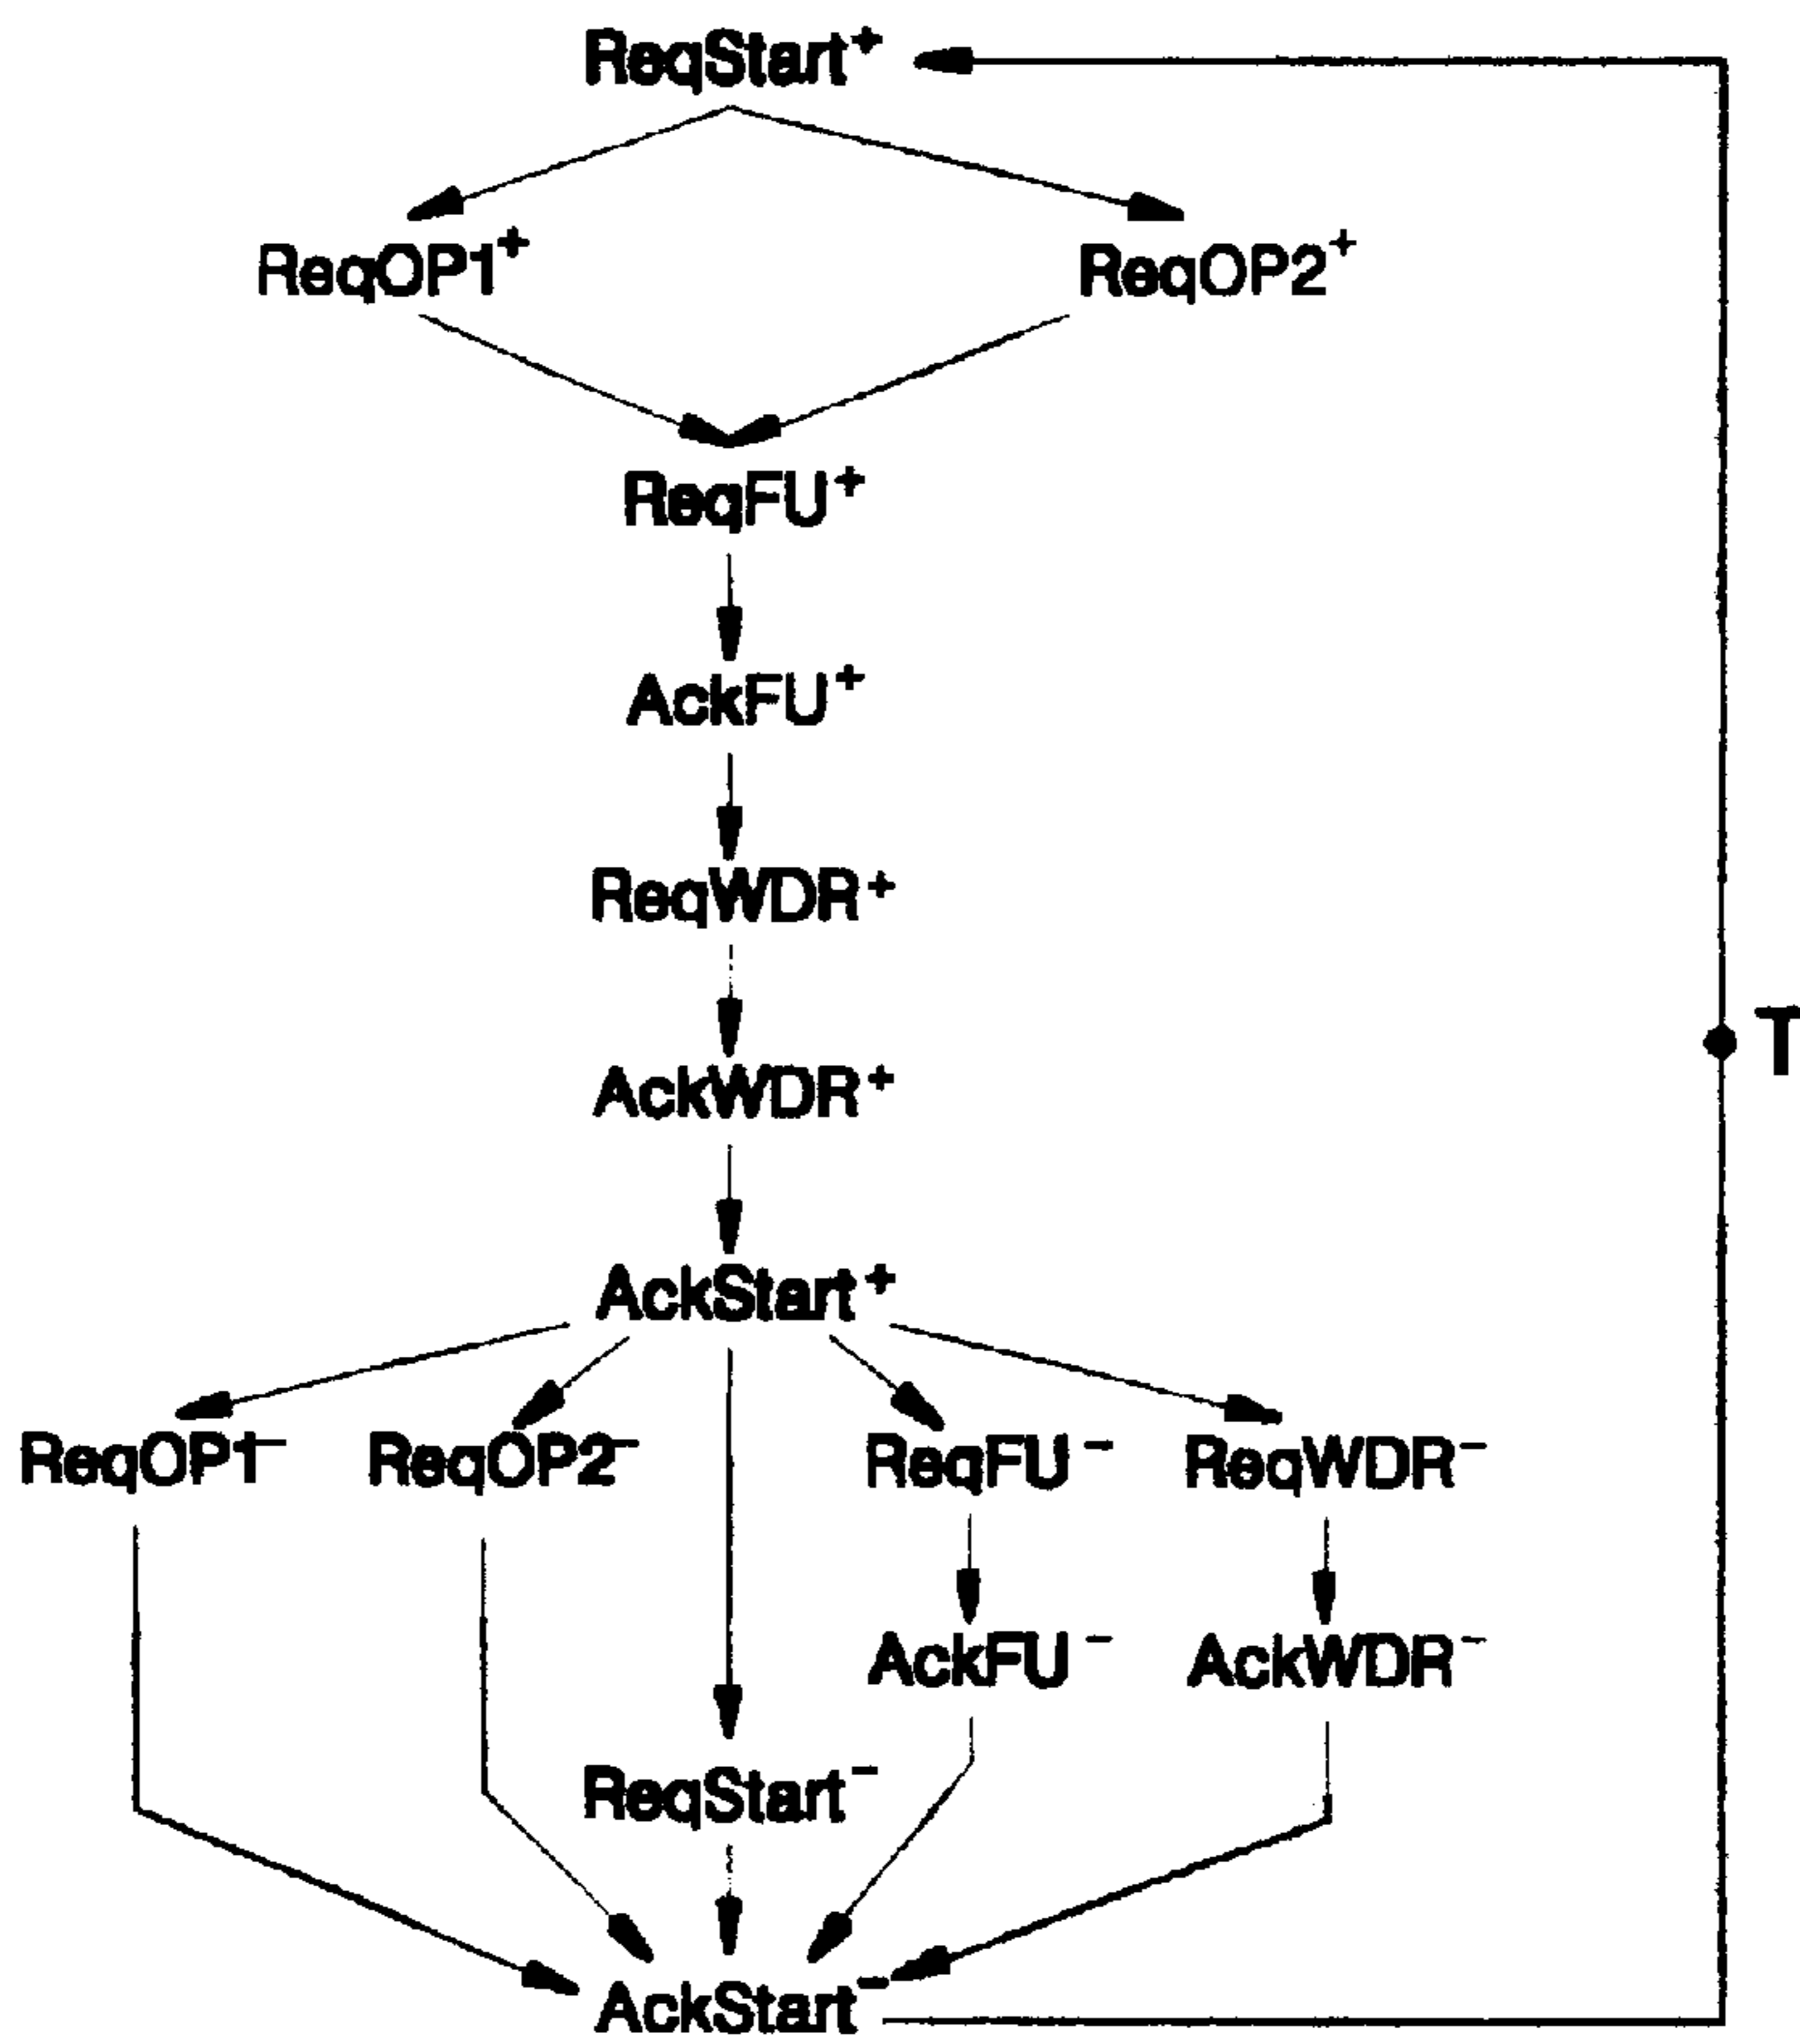 ReqStart+
ReqOP1+ ReqOP2+
ReqFU+
AckFU+
ReqWDR+
AckWDR+
T
AckStart+
ReqOP1− ReqOP2− ReqFU− ReqWDR−
AckFU− AckWDR−
ReqStart−
AckStart−